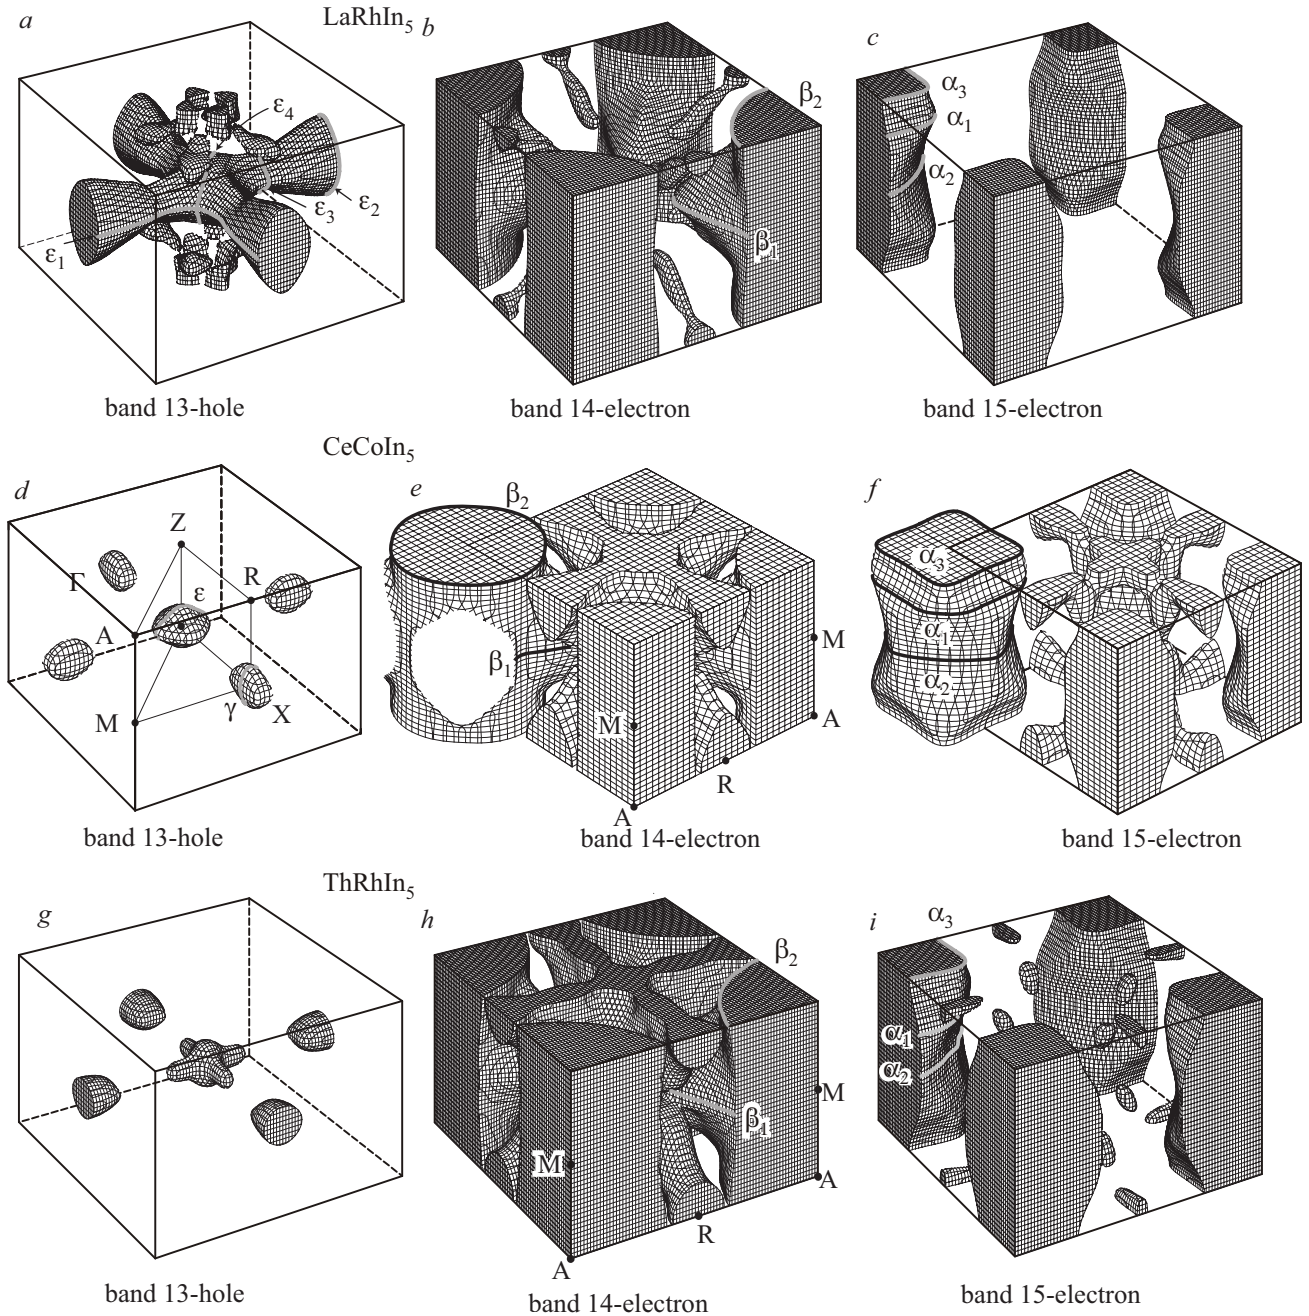 LaRhIn5
a
b
c
ε4
ε3
ε2
ε1
β2
β1
α3
α1
α2
band 13-hole
band 14-electron
band 15-electron
CeCoIn5
d
e
f
Z
Γ
R
ε
A
M
γ
X
β2
β1
M
M
A
R
A
α3
α1
α2
band 13-hole
band 14-electron
band 15-electron
ThRhIn5
g
h
i
β2
β1
M
M
A
R
A
α3
α1
α2
band 13-hole
band 14-electron
band 15-electron